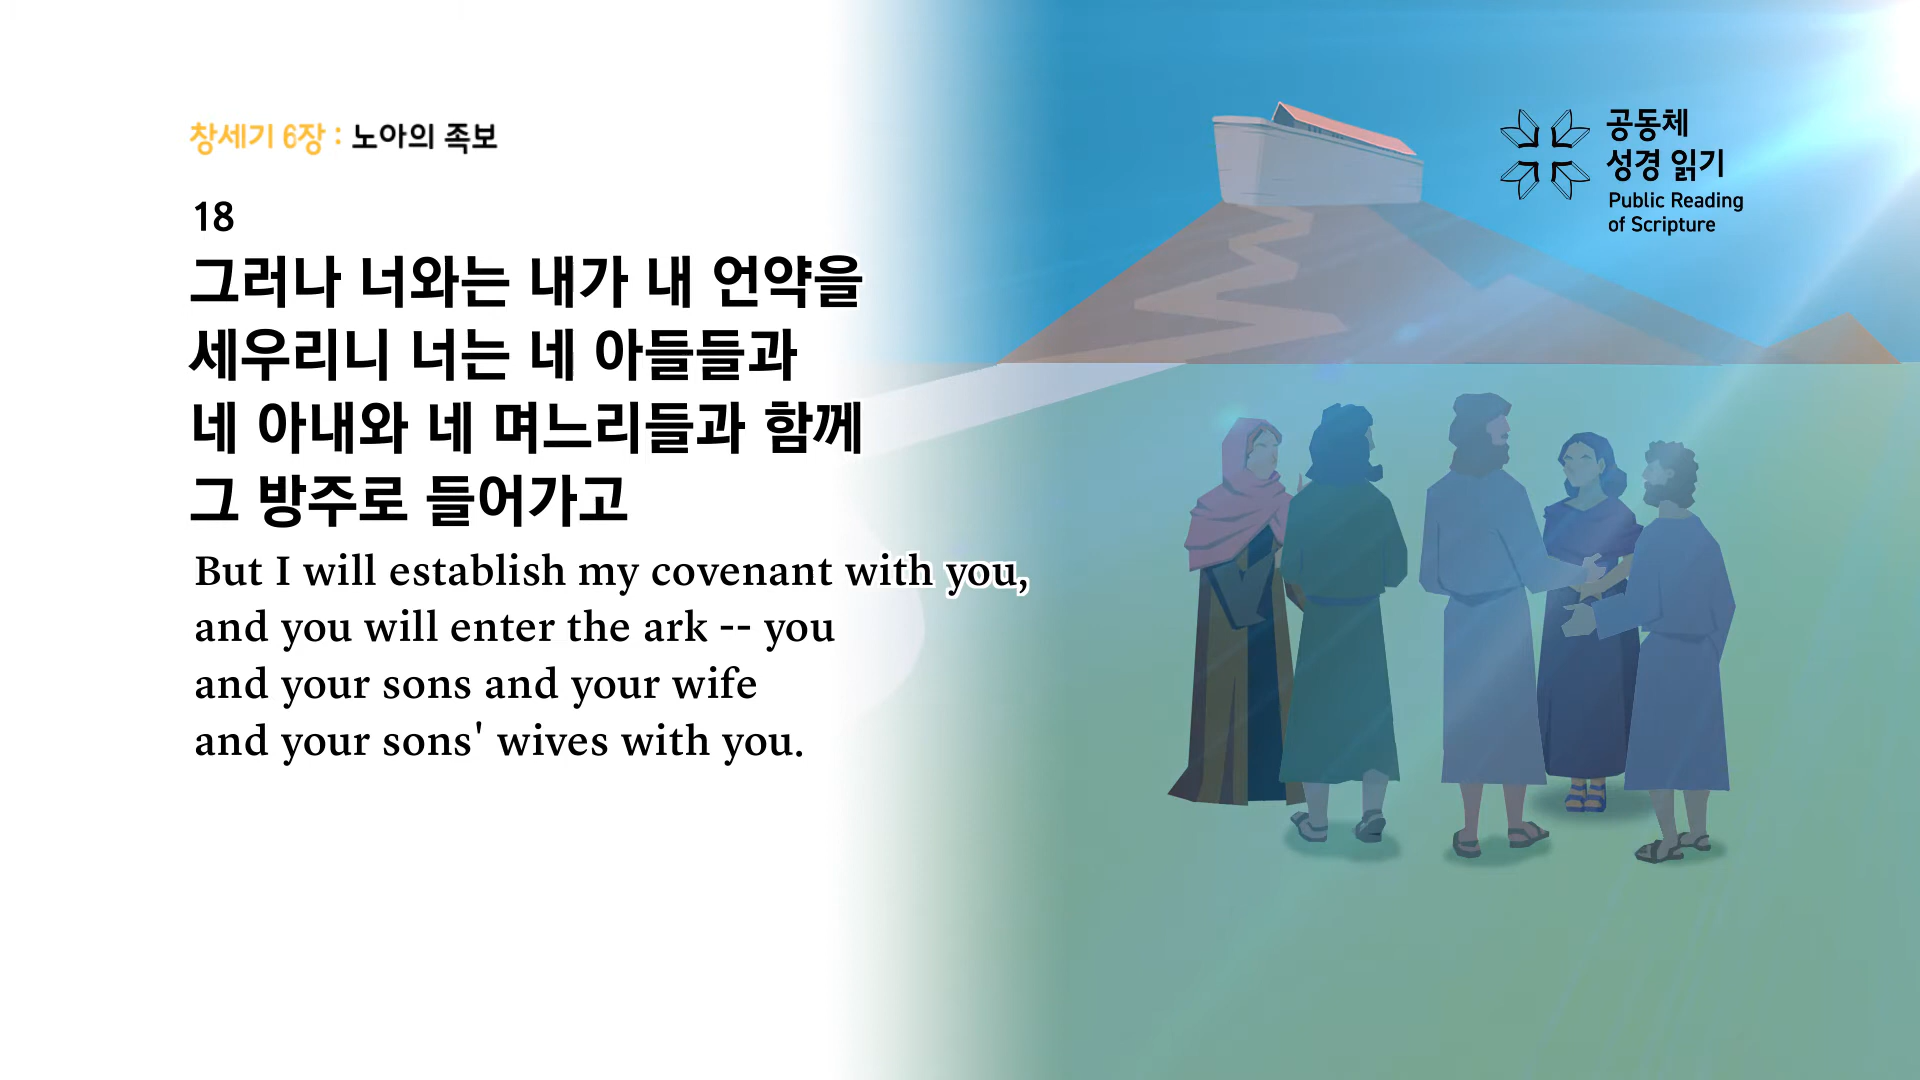 창세기 6장 : 노아의 족보
18
그러나 너와는 내가 내 언약을
세우리니 너는 네 아들들과
네 아내와 네 며느리들과 함께
그 방주로 들어가고
But I will establish my covenant with you,
and you will enter the ark -- you
and your sons and your wife
and your sons' wives with you.
공동체
성경 읽기
Public Reading
of Scripture